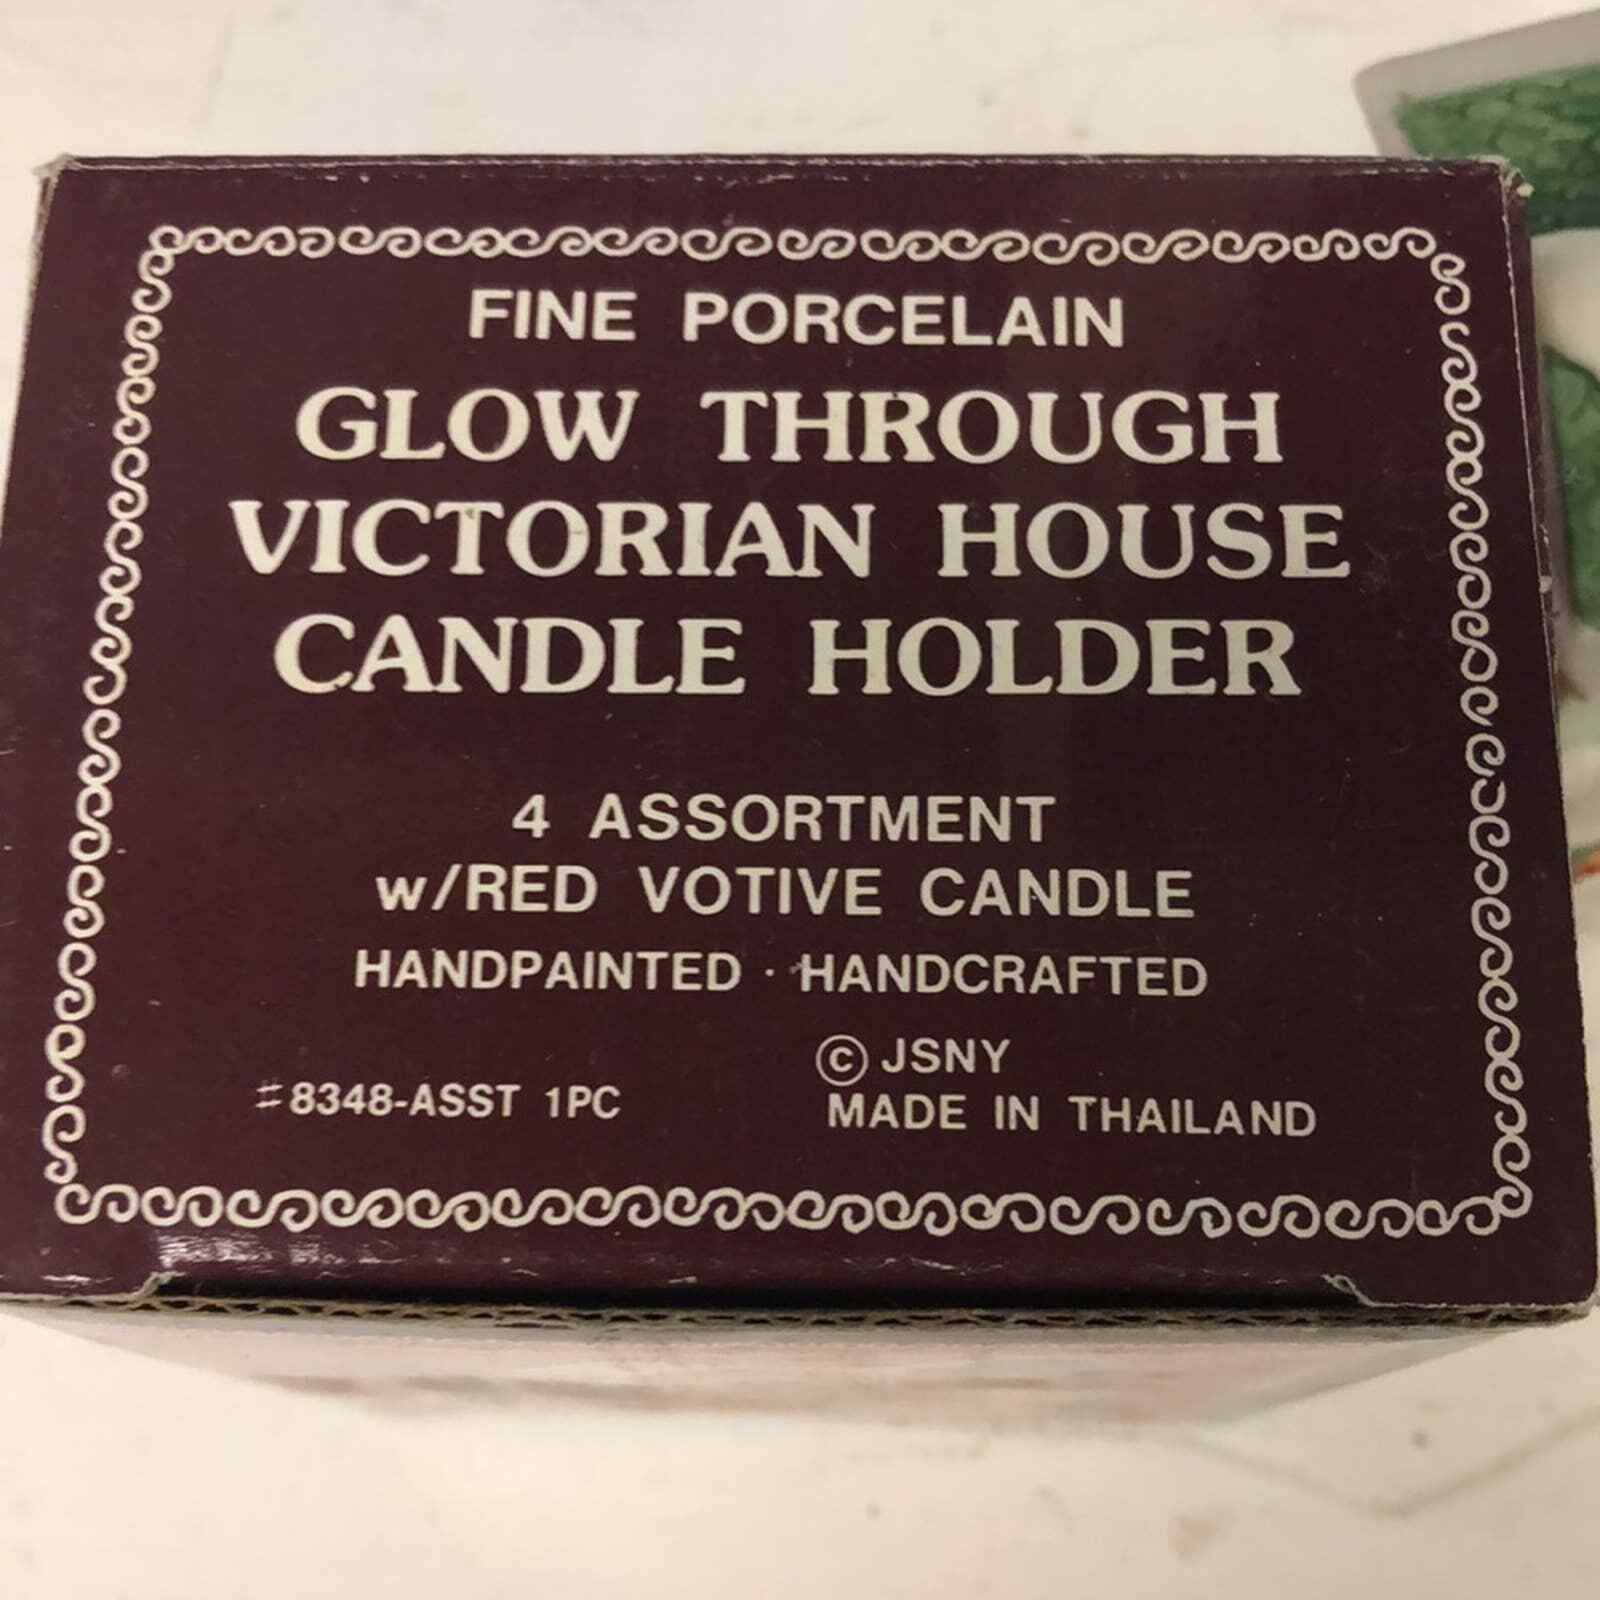 FINE PORCELAIN
GLOW THROUGH
VICTORIAN HOUSE
CANDLE HOLDER
4 ASSORTMENT
w/RED VOTIVE CANDLE
HANDPAINTED · HANDCRAFTED
#8348-ASST 1PC
© JSNY
MADE IN THAILAND